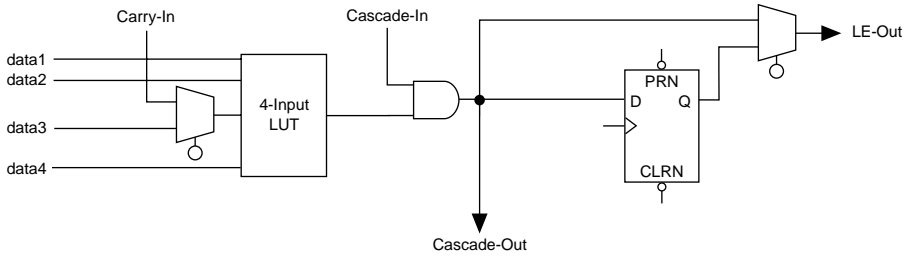 Carry-In
Cascade-In
LE-Out
data1
data2
4-Input
LUT
data3
data4
PRN
D
Q
CLRN
Cascade-Out